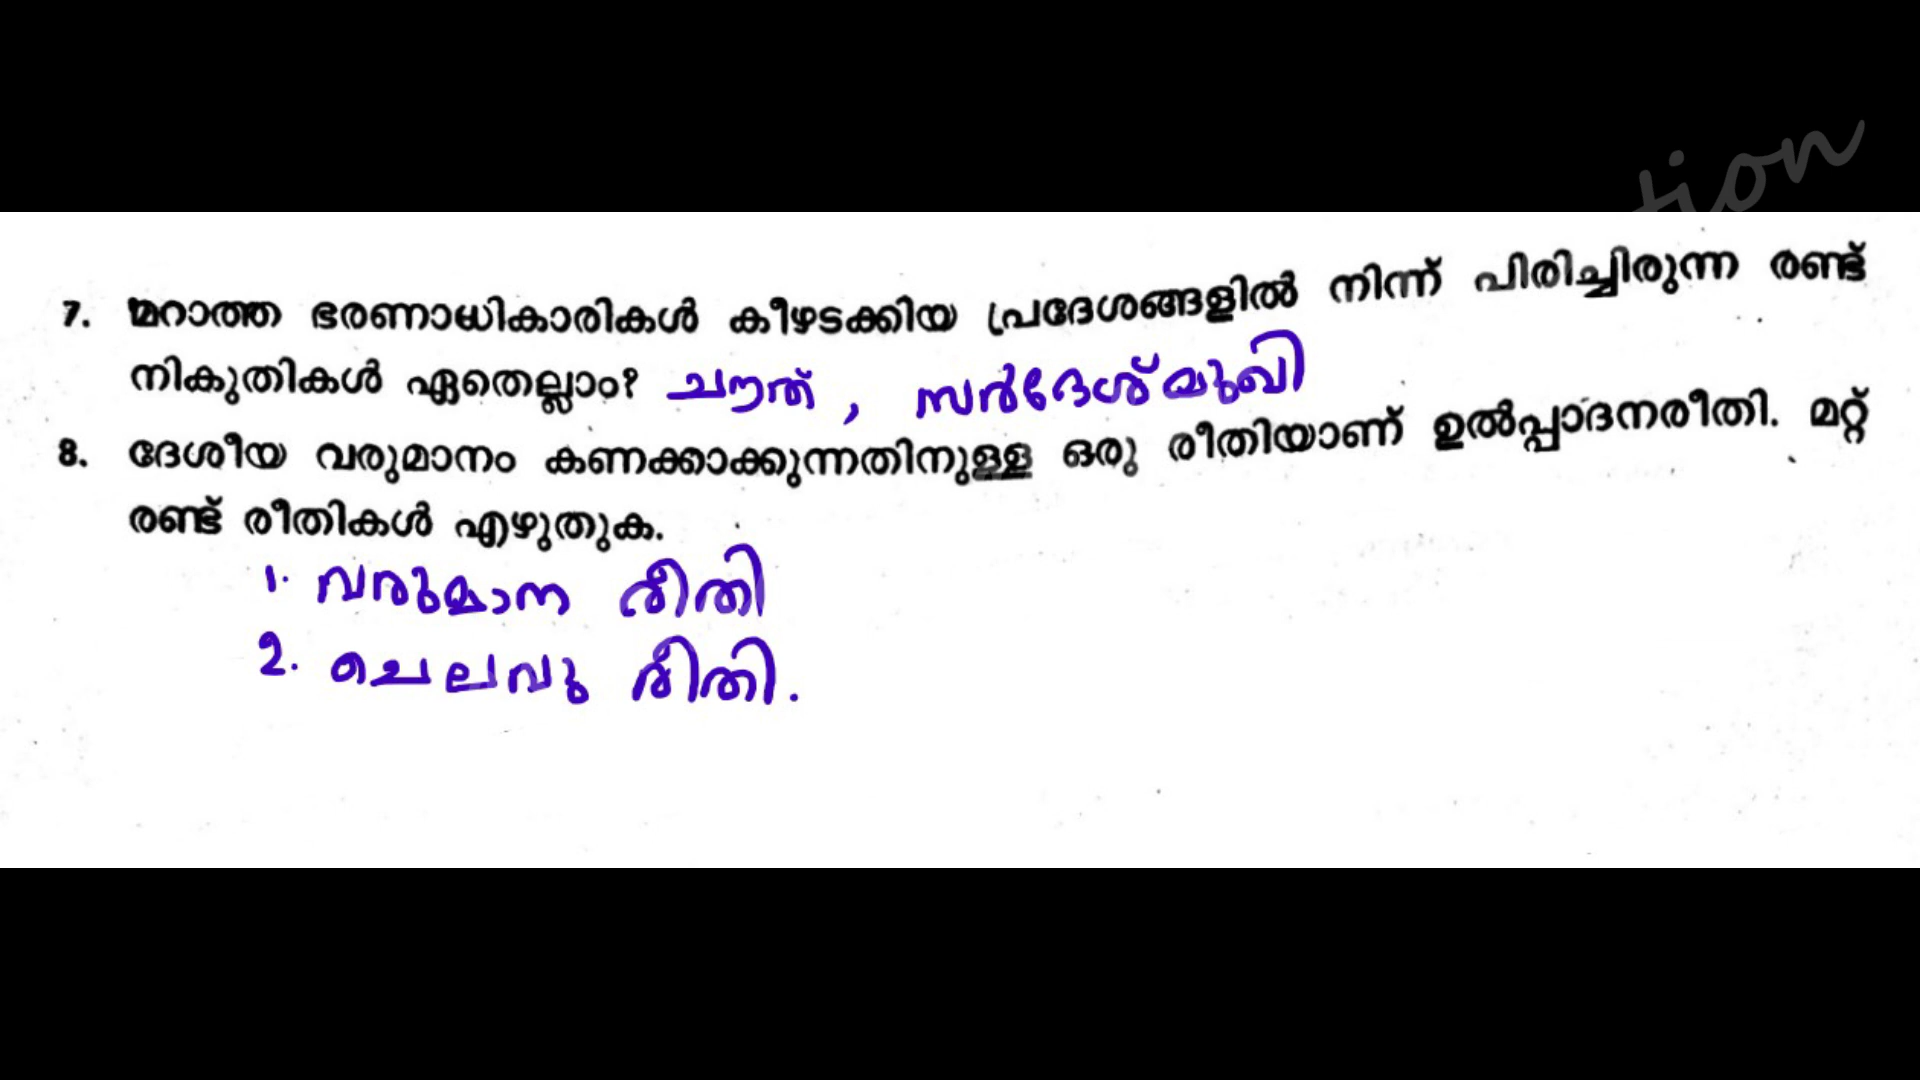 tion
7. മറാത്ത ഭരണാധികാരികൾ കീഴടക്കിയ പ്രദേശങ്ങളിൽ നിന്ന് പിരിച്ചിരുന്ന രണ്ട്
നികുതികൾ ഏതെല്ലാം? ചൗത് , സർദേശ്മുഖി
8. ദേശീയ വരുമാനം കണക്കാക്കുന്നതിനുള്ള ഒരു രീതിയാണ് ഉൽപ്പാദനരീതി. മറ്റ്
രണ്ട് രീതികൾ എഴുതുക.
1. വരുമാന രീതി
2. ചെലവു രീതി.